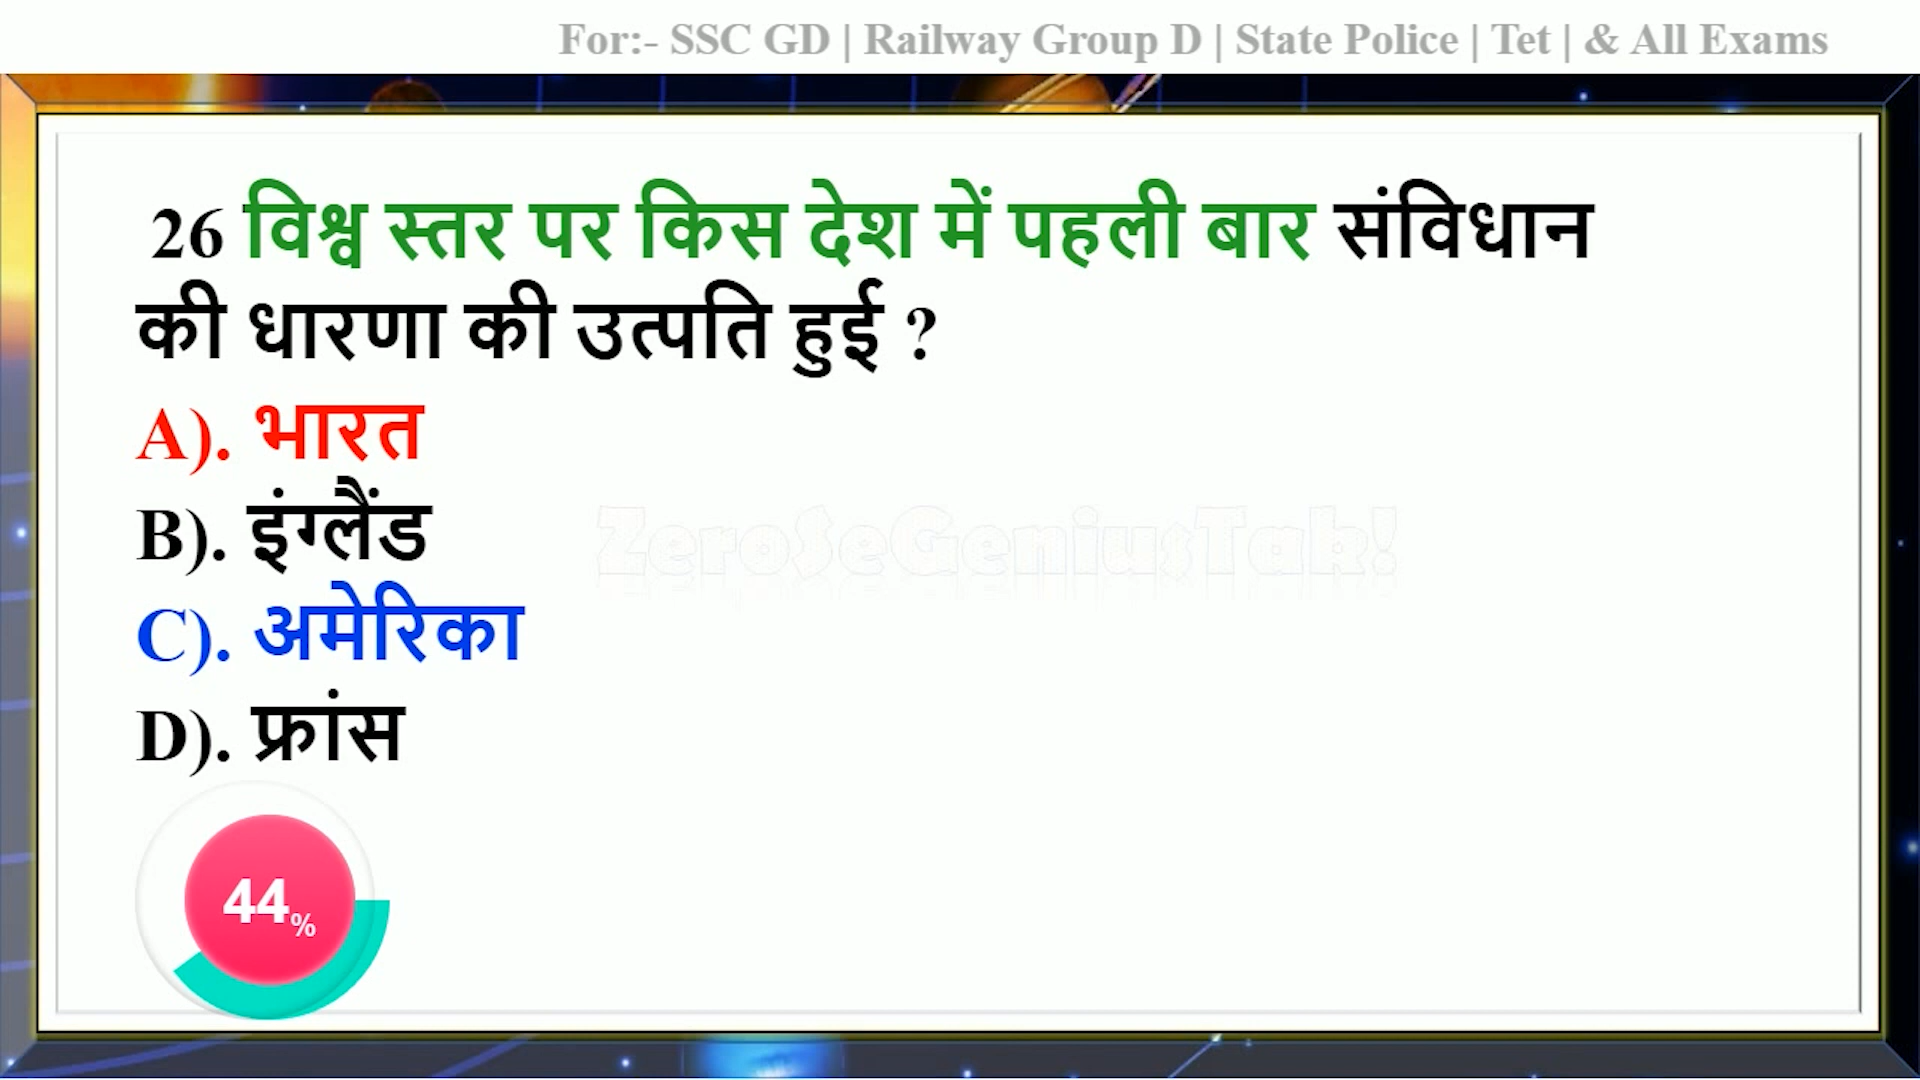 For:- SSC GD | Railway Group D | State Police | Tet | & All Exams
26 विश्व स्तर पर किस देश में पहली बार संविधान
की धारणा की उत्पति हुई ?
A). भारत
B). इंग्लैंड
ZeroSeGeniusTak!
C). अमेरिका
D). फ्रांस
44%